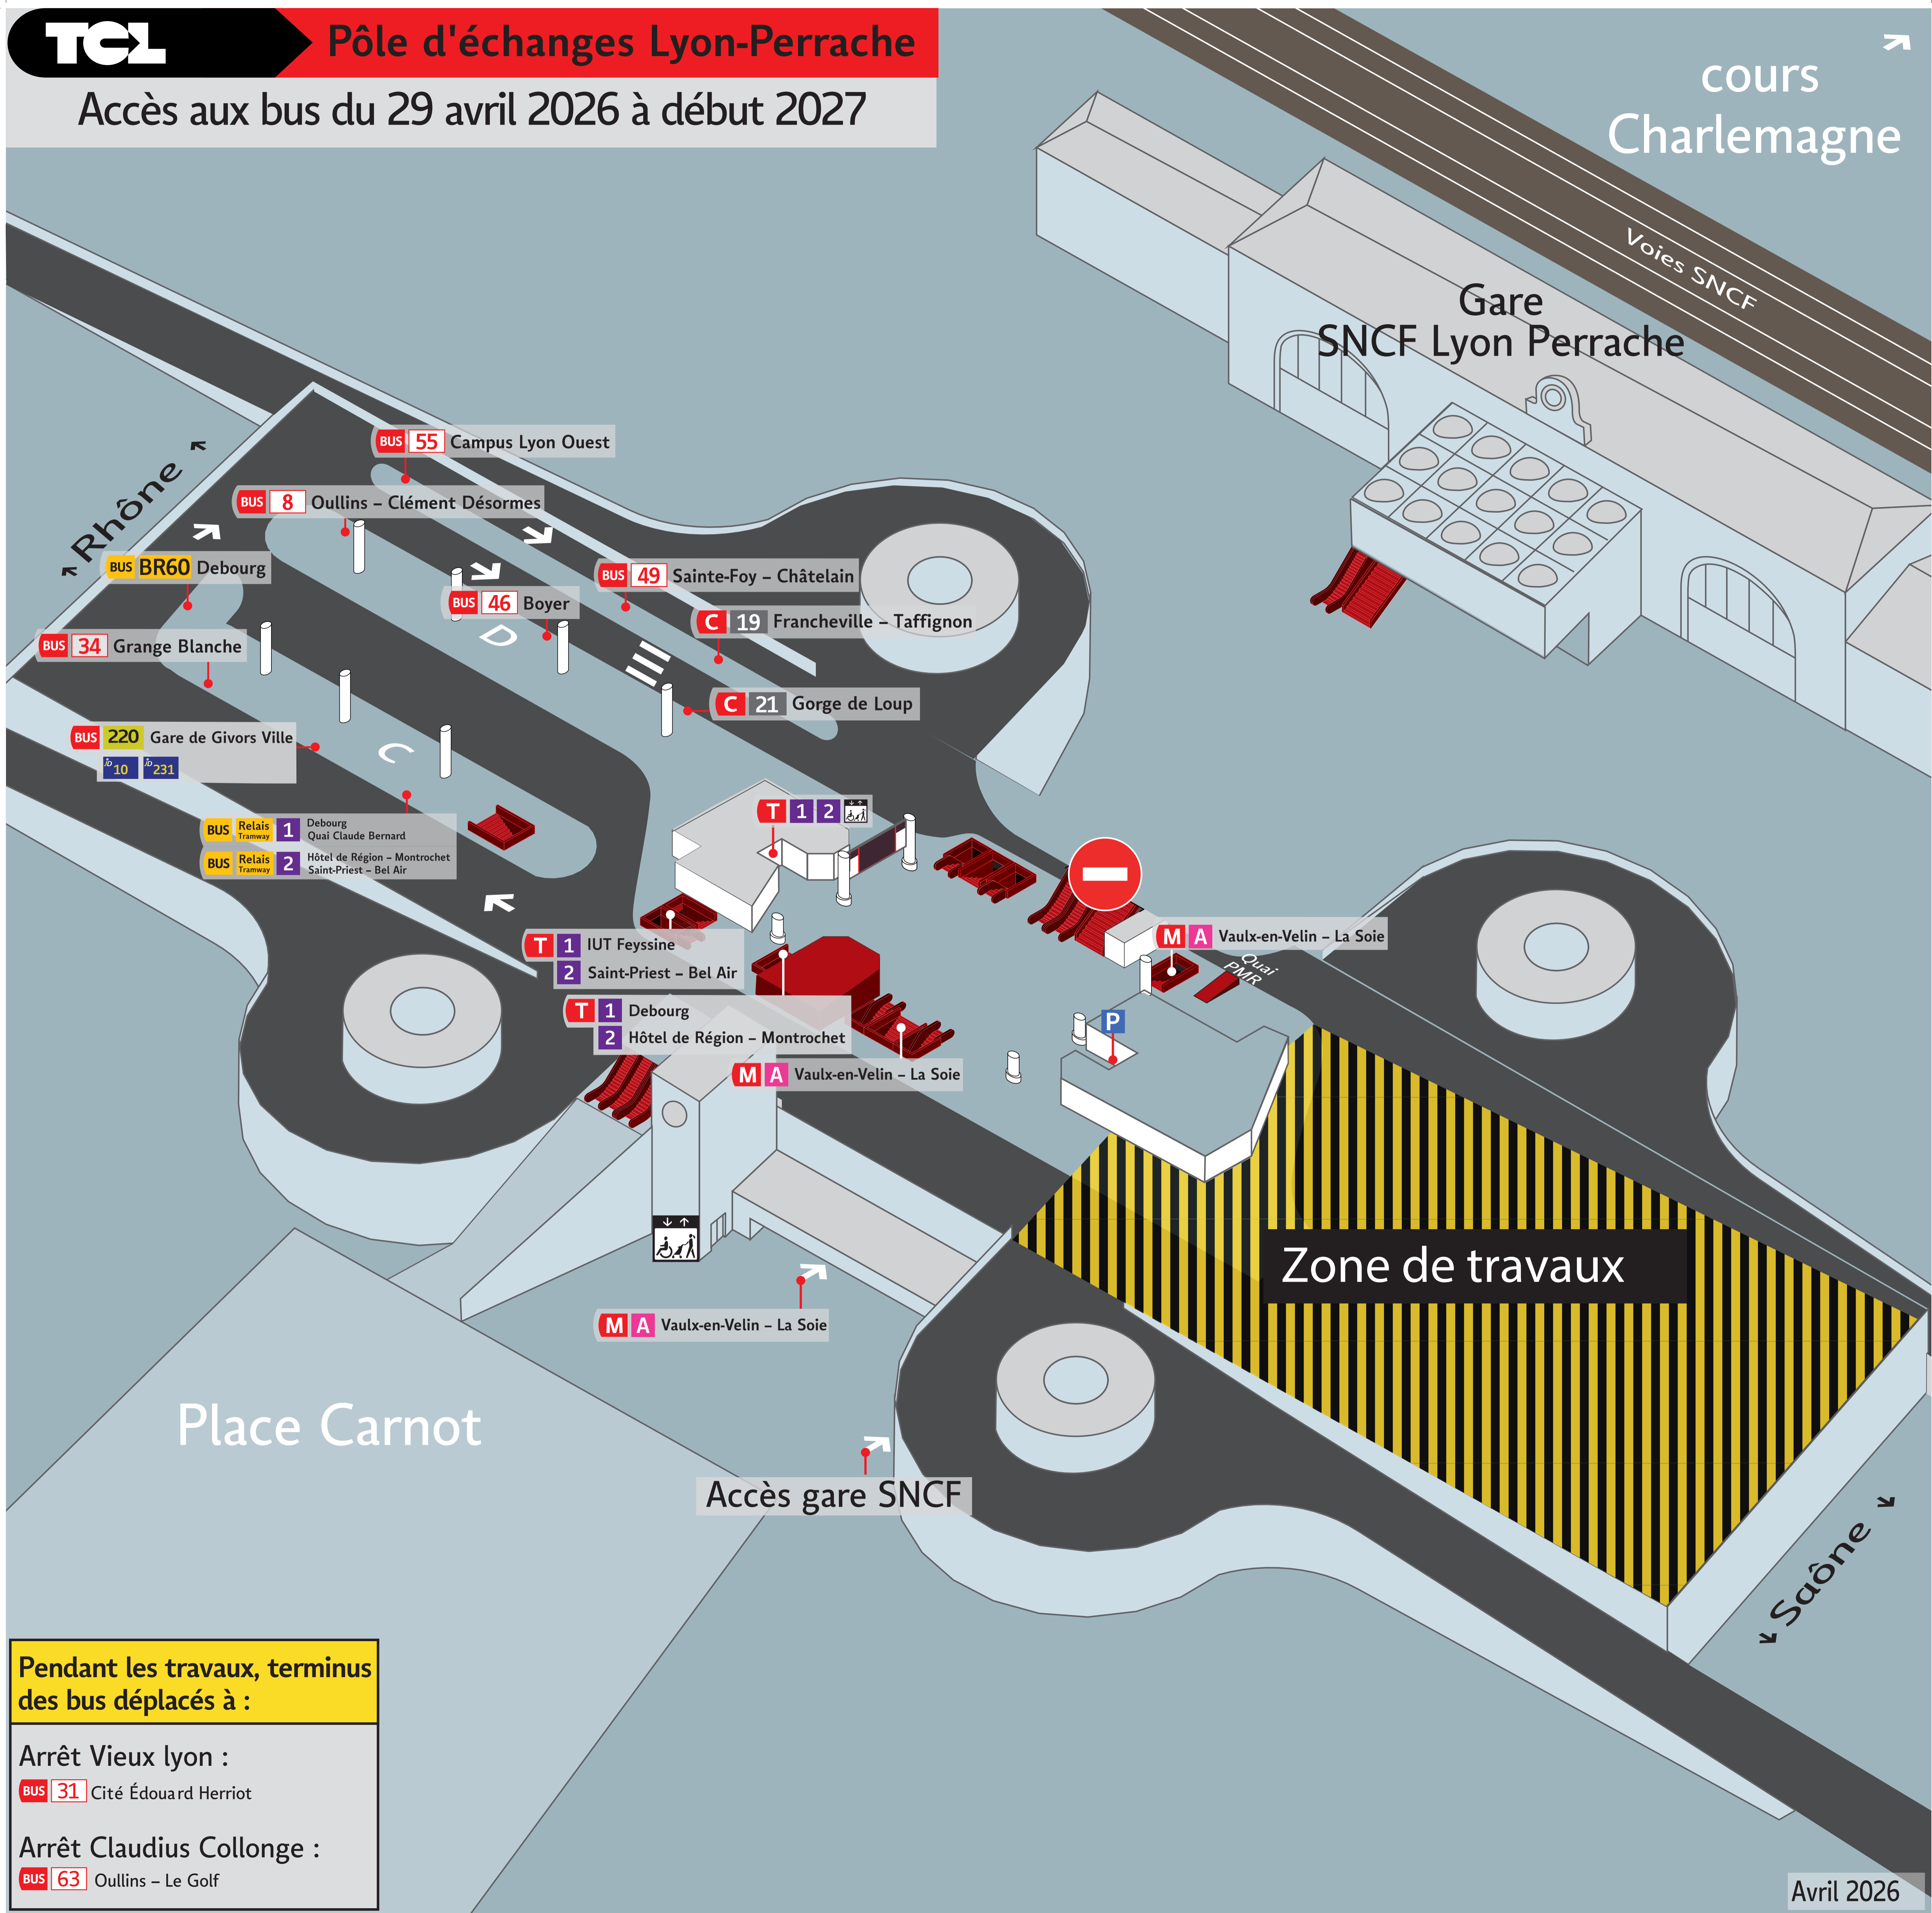 TCL
Pôle d'échanges Lyon-Perrache
Accès aux bus du 29 avril 2026 à début 2027
cours
Charlemagne
Voies SNCF
Gare
SNCF Lyon Perrache
Rhône
BUS 55 Campus Lyon Ouest
BUS 8 Oullins – Clément Désormes
BUS BR60 Debourg
BUS 49 Sainte-Foy – Châtelain
BUS 46 Boyer
C 19 Francheville – Taffignon
D
BUS 34 Grange Blanche
C 21 Gorge de Loup
BUS 220 Gare de Givors Ville
jd 10 jd 231
C
T 1 2
BUS Relais Tramway 1 Debourg
Quai Claude Bernard
BUS Relais Tramway 2 Hôtel de Région – Montrochet
Saint-Priest – Bel Air
T 1 IUT Feyssine
2 Saint-Priest – Bel Air
M A Vaulx-en-Velin – La Soie
Quai
PMR
T 1 Debourg
2 Hôtel de Région – Montrochet
P
M A Vaulx-en-Velin – La Soie
Zone de travaux
M A Vaulx-en-Velin – La Soie
Place Carnot
Accès gare SNCF
Saône
Pendant les travaux, terminus
des bus déplacés à :
Arrêt Vieux lyon :
BUS 31 Cité Édouard Herriot
Arrêt Claudius Collonge :
BUS 63 Oullins – Le Golf
Avril 2026